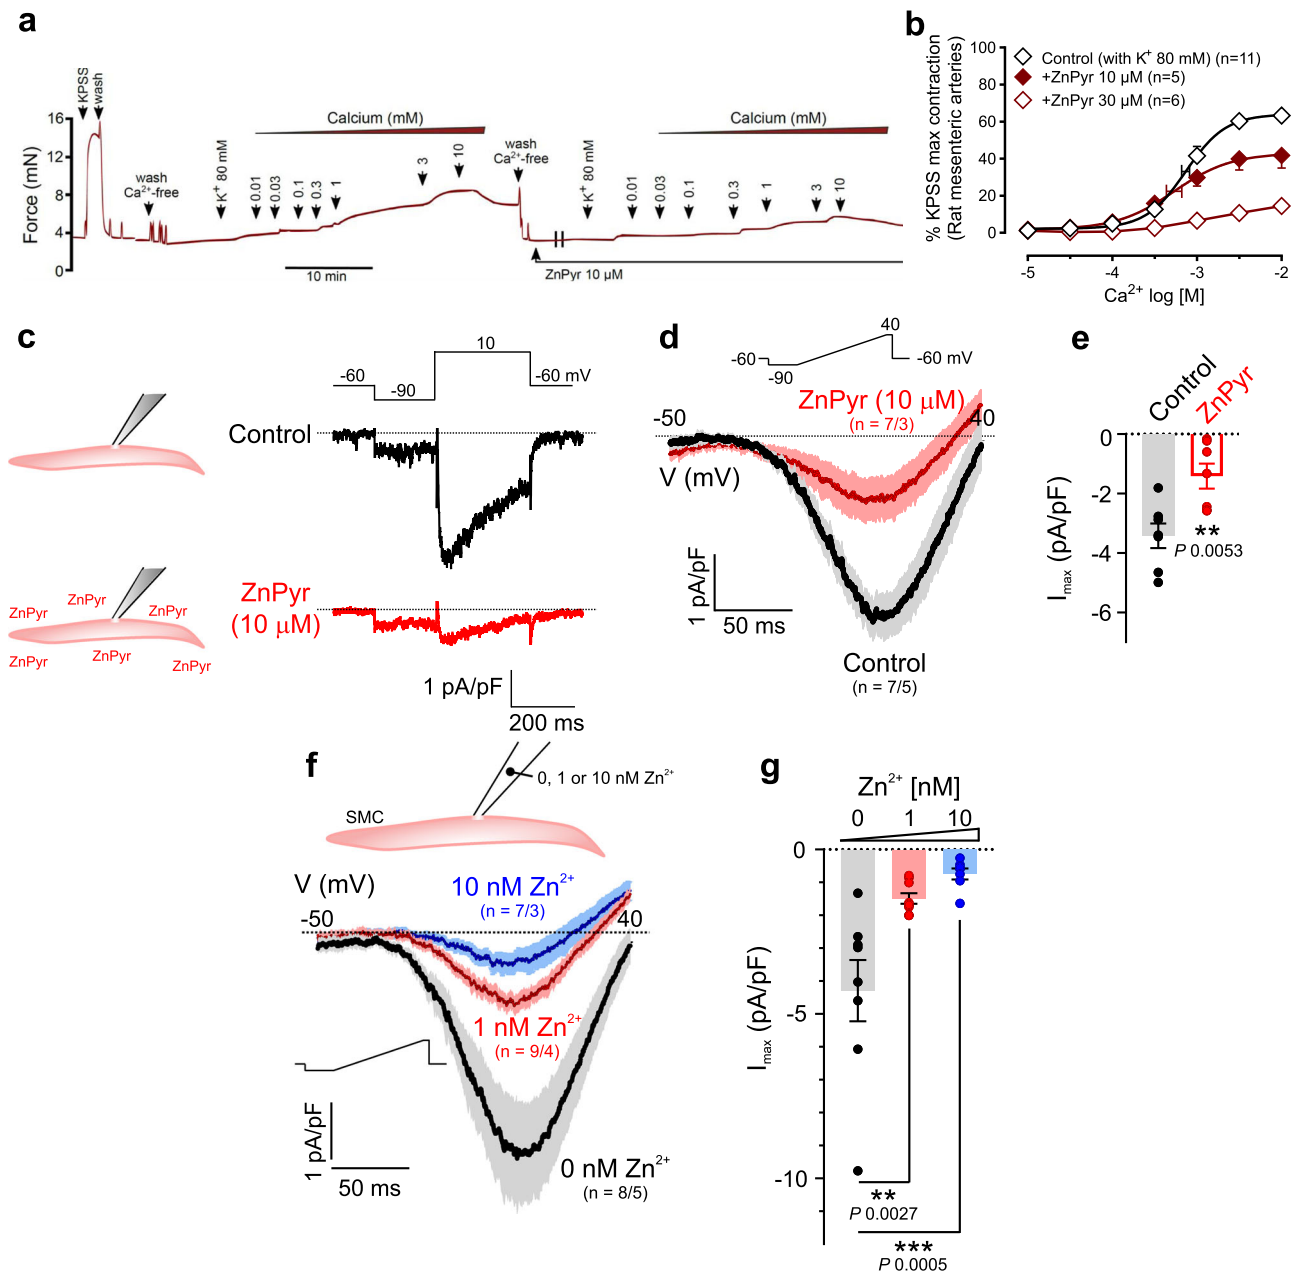 a
KPSS
wash
16
12
8
4
0
Force (mN)
wash
Ca²⁺-free
K⁺ 80 mM
Calcium (mM)
0.01
0.03
0.1
0.3
1
3
10
10 min
wash
Ca²⁺-free
K⁺ 80 mM
Calcium (mM)
0.01
0.03
0.1
0.3
1
3
10
ZnPyr 10 µM
b
% KPSS max contraction
(Rat mesenteric arteries)
100
80
60
40
20
0
Control (with K⁺ 80 mM) (n=11)
+ZnPyr 10 µM (n=5)
+ZnPyr 30 µM (n=6)
-5
-4
-3
-2
Ca²⁺ log [M]
c
10
-60
-90
-60 mV
Control
ZnPyr
(10 µM)
ZnPyr
ZnPyr
ZnPyr
ZnPyr
ZnPyr
ZnPyr
1 pA/pF
200 ms
d
40
-60
-90
-60 mV
ZnPyr (10 µM)
(n = 7/3)
-50
40
V (mV)
1 pA/pF
50 ms
Control
(n = 7/5)
e
Control
ZnPyr
0
-2
-4
-6
Imax (pA/pF)
**
P 0.0053
f
0, 1 or 10 nM Zn²⁺
SMC
V (mV)
-50
40
10 nM Zn²⁺
(n = 7/3)
1 nM Zn²⁺
(n = 9/4)
1 pA/pF
50 ms
0 nM Zn²⁺
(n = 8/5)
g
Zn²⁺ [nM]
0 1 10
0
-5
-10
Imax (pA/pF)
**
P 0.0027
***
P 0.0005